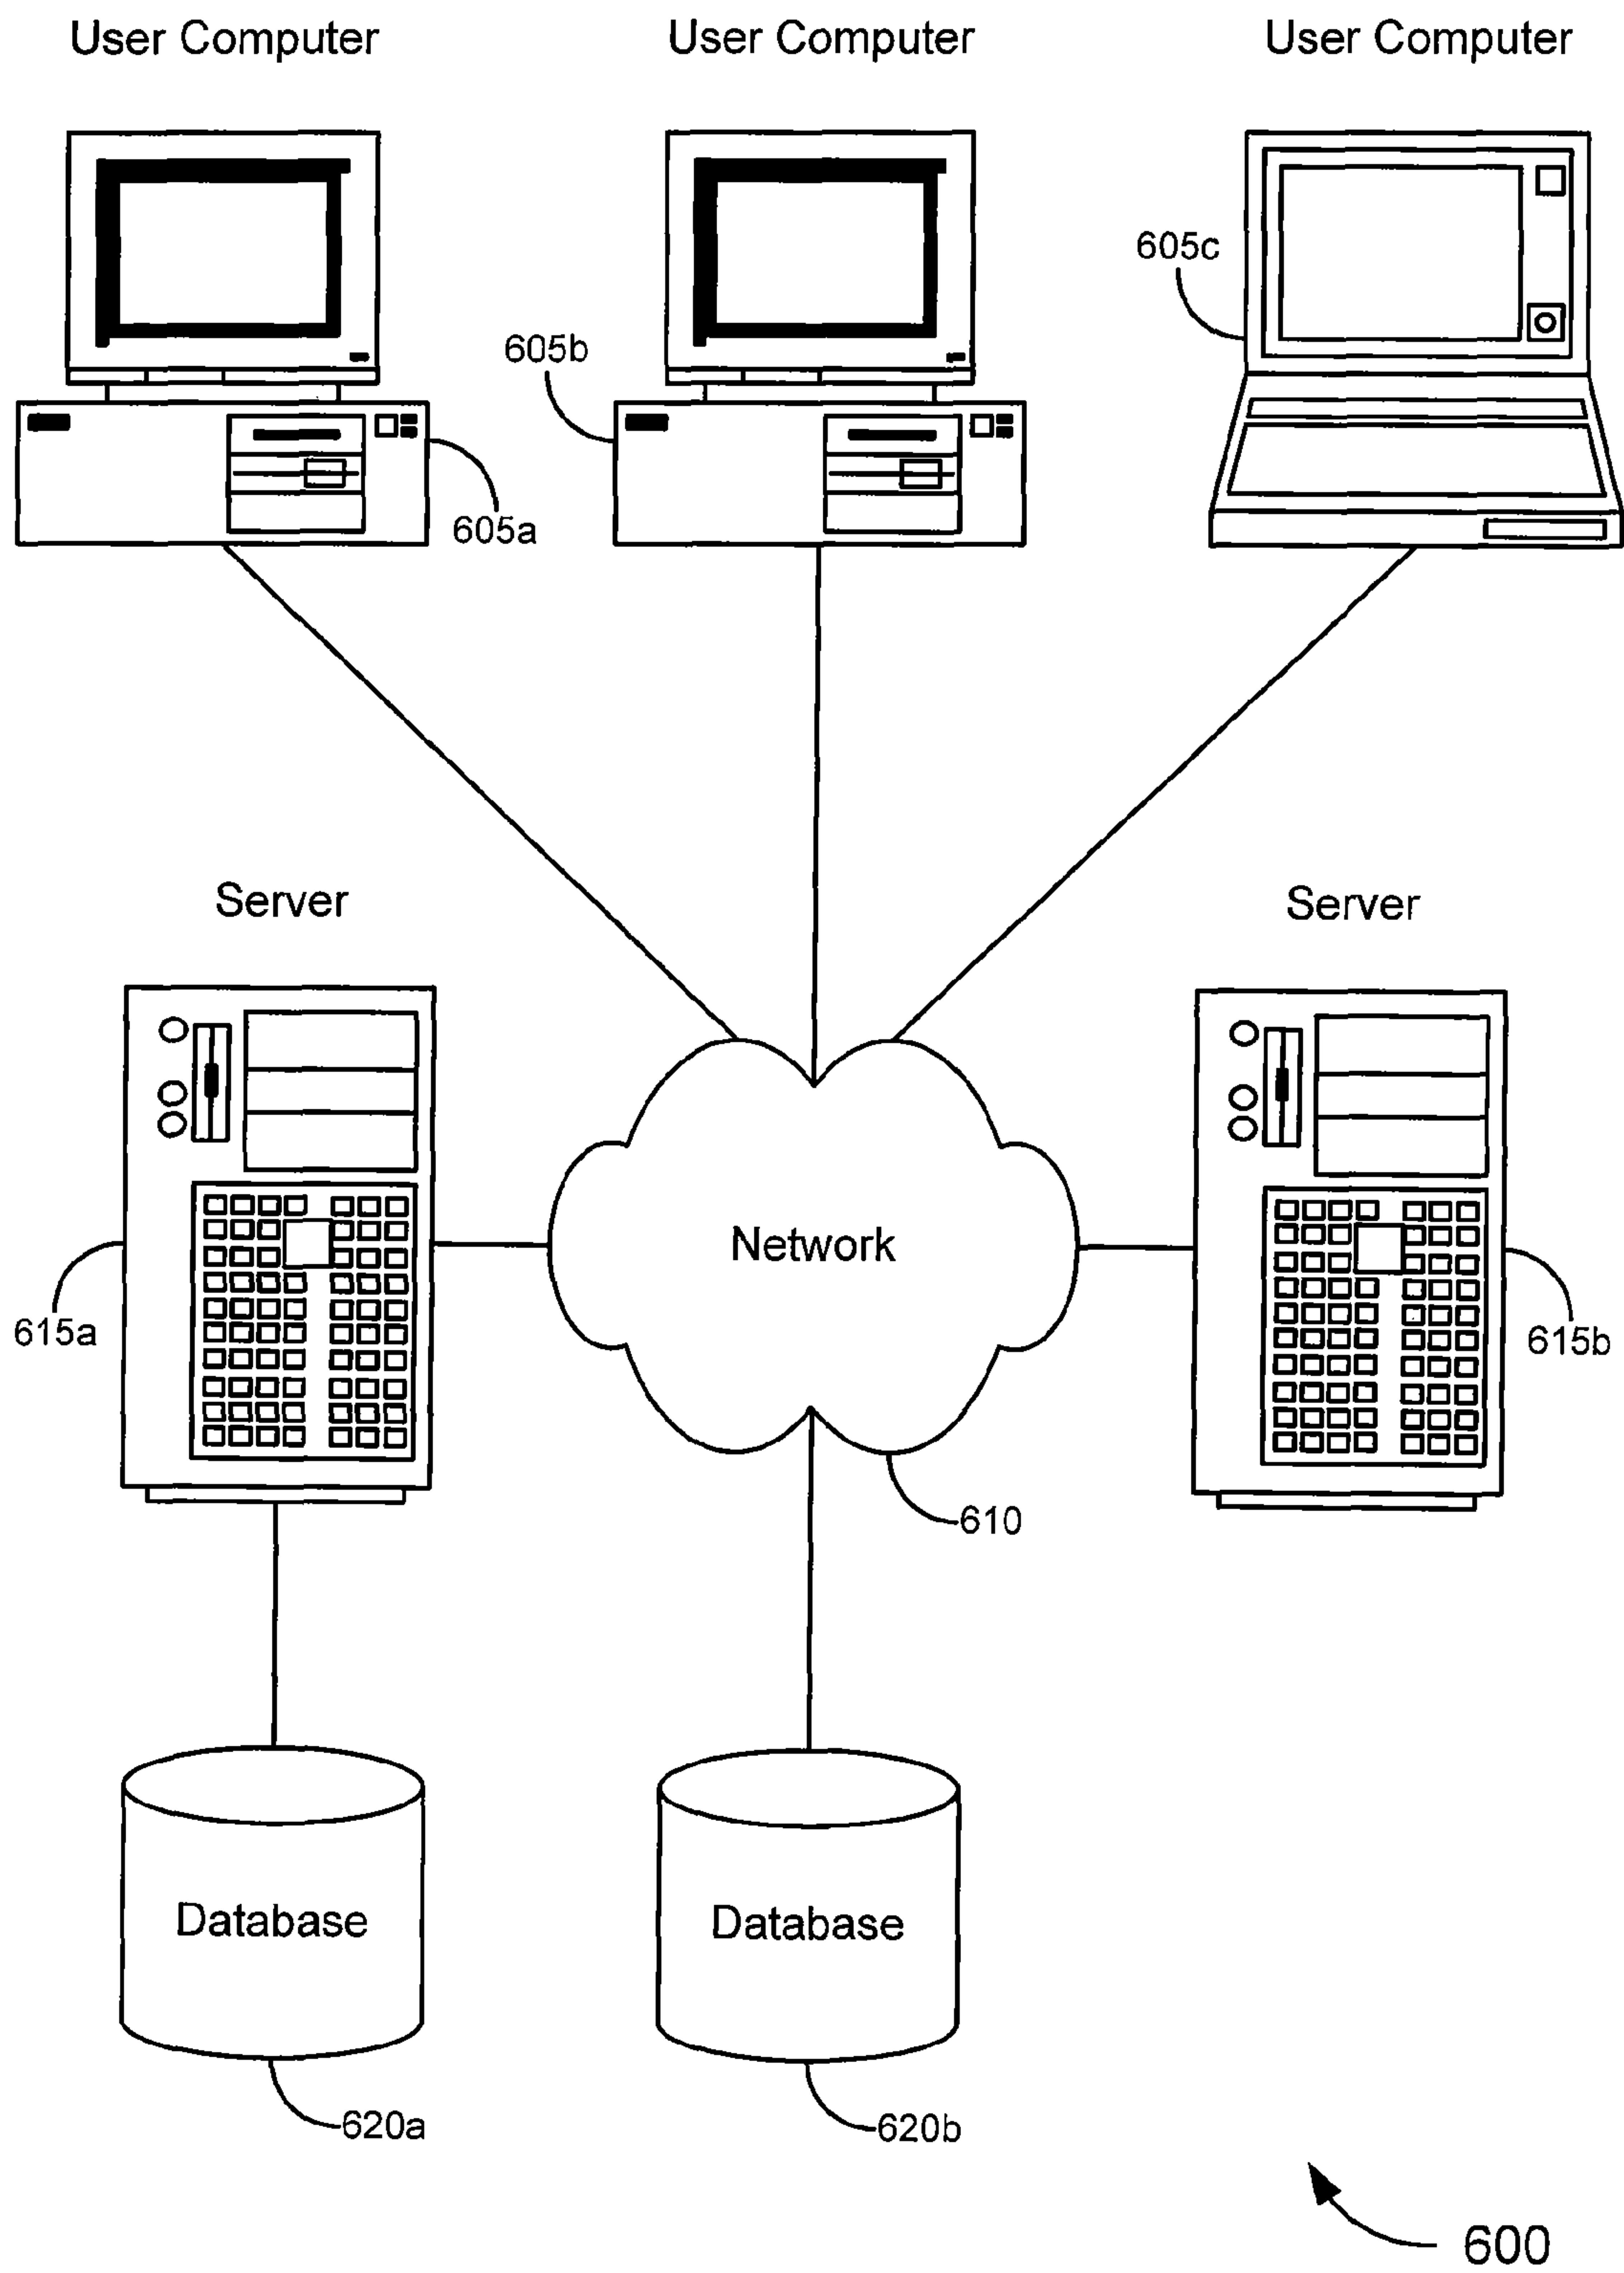 User Computer
User Computer
User Computer
605c
605b
605a
Server
Server
Network
615a
615b
610
Database
Database
620a
620b
600